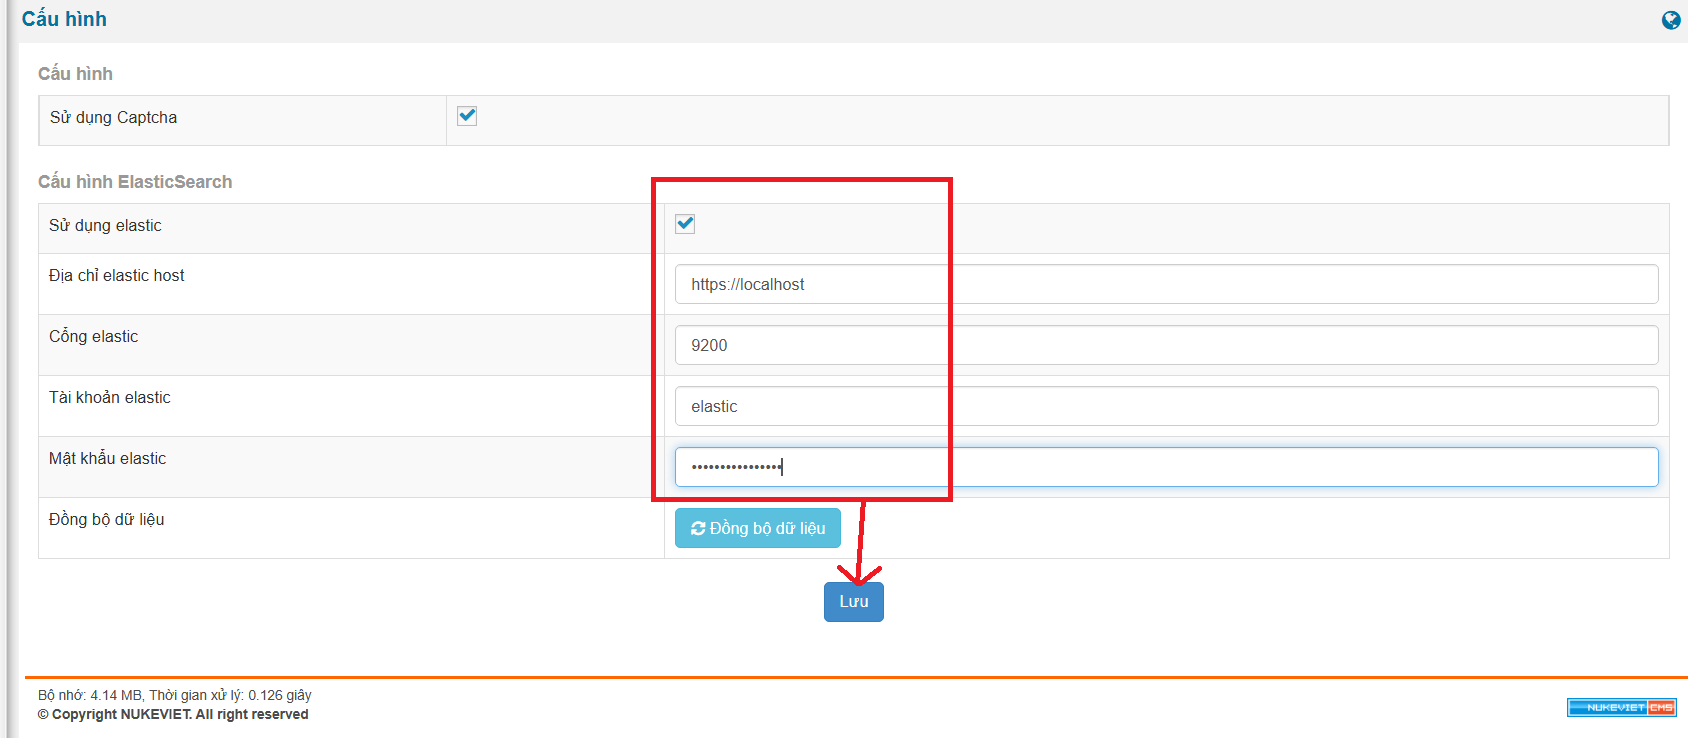 Cấu hình
Cấu hình
Sử dụng Captcha
Cấu hình ElasticSearch
Sử dụng elastic
Địa chỉ elastic host
https://localhost
Cổng elastic
9200
Tài khoản elastic
elastic
Mật khẩu elastic
••••••••••••••••
Đồng bộ dữ liệu
Đồng bộ dữ liệu
Lưu
Bộ nhớ: 4.14 MB, Thời gian xử lý: 0.126 giây
© Copyright NUKEVIET. All right reserved
NUKEVIET CMS